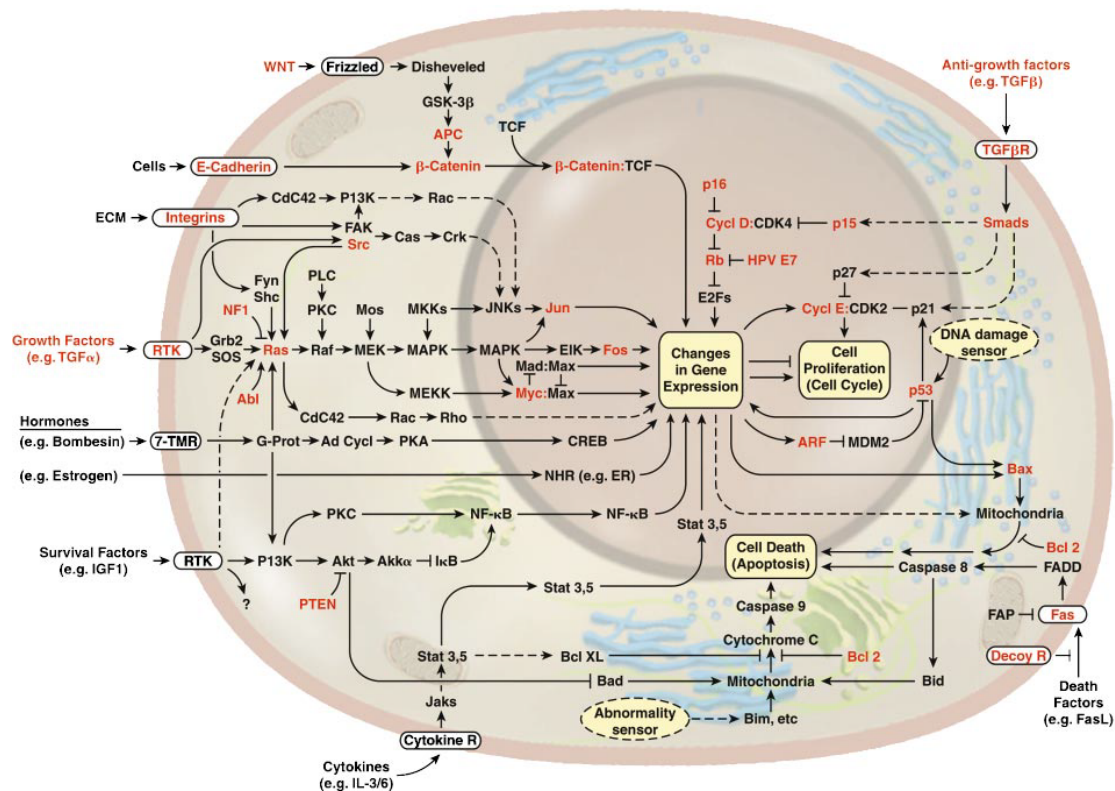 WNT Frizzled Disheveled
GSK-3β
APC
TCF
Cells E-Cadherin β-Catenin β-Catenin:TCF
Anti-growth factors
(e.g. TGFβ)
TGFβR
Smads
p16
Cycl D:CDK4 p15
Rb HPV E7
E2Fs
p27
Cycl E:CDK2 p21
DNA damage
sensor
CdC42 P13K Rac
ECM Integrins
FAK
Src Cas Crk
Fyn
Shc
PLC
NF1 PKC Mos MKKs JNKs Jun
Growth Factors
(e.g. TGFα)
RTK Grb2
SOS
Ras Raf MEK MAPK MAPK ElK Fos
Mad:Max
Abl MEKK Myc:Max
CdC42 Rac Rho
Changes
in Gene
Expression
Cell
Proliferation
(Cell Cycle)
p53
ARF MDM2
Hormones
(e.g. Bombesin) 7-TMR G-Prot Ad Cycl PKA CREB
(e.g. Estrogen) NHR (e.g. ER)
Bax
Mitochondria
PKC NF-κB NF-κB
Stat 3,5
Survival Factors
(e.g. IGF1)
RTK P13K Akt Akkα IκB
?
PTEN
Cell Death
(Apoptosis)
Bcl 2
Caspase 8 FADD
Stat 3,5
Caspase 9
FAP Fas
Cytochrome C
Stat 3,5 Bcl XL Bcl 2
Decoy R
Bad Mitochondria Bid
Death
Factors
(e.g. FasL)
Jaks
Abnormality
sensor
Bim, etc
Cytokine R
Cytokines
(e.g. IL-3/6)